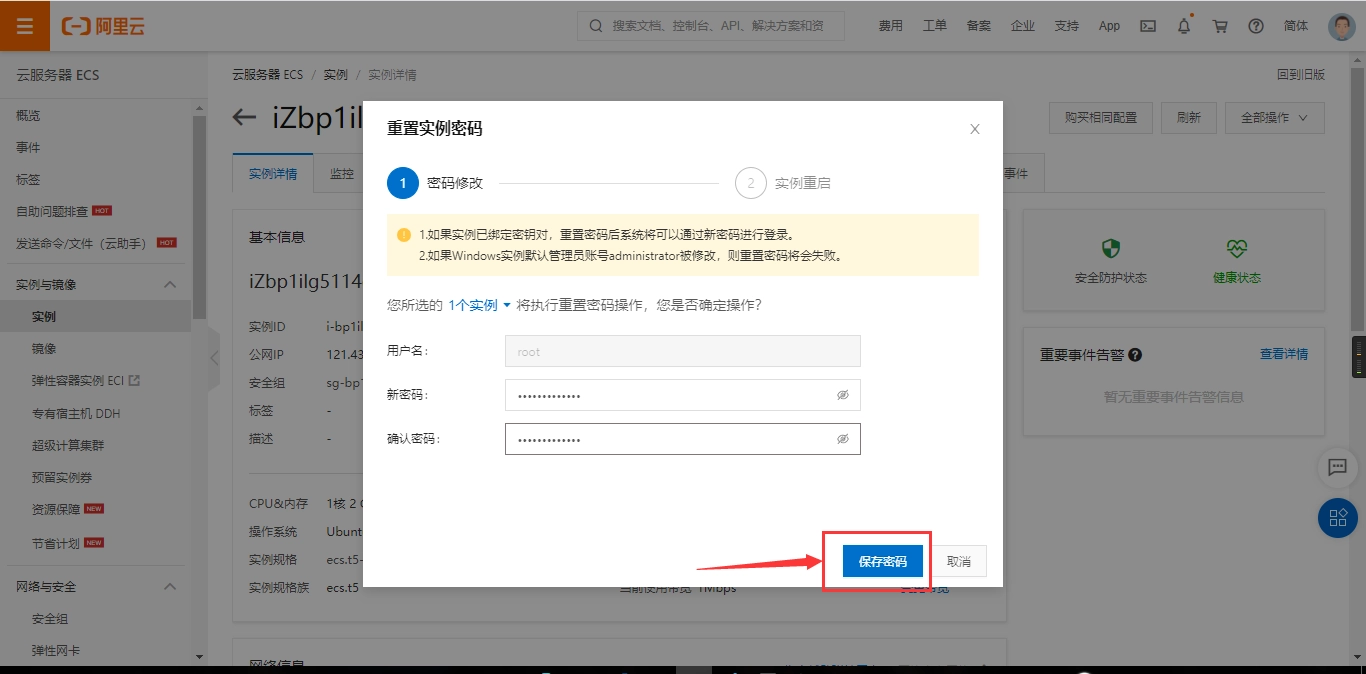 阿里云
搜索文档、控制台、API、解决方案和资
费用 工单 备案 企业 支持 App 简体
云服务器 ECS
概览
事件
标签
自助问题排查 HOT
发送命令/文件（云助手） HOT
实例与镜像
实例
镜像
弹性容器实例 ECI
专有宿主机 DDH
超级计算集群
预留实例券
资源保障 NEW
节省计划 NEW
网络与安全
安全组
弹性网卡
云服务器 ECS / 实例 / 实例详情
回到旧版
iZbp1il
购买相同配置 刷新 全部操作
实例详情 监控 事件
基本信息
iZbp1ilg5114
实例ID i-bp1il
公网IP 121.43
安全组 sg-bp1
标签 -
描述 -
CPU&内存 1核 2
操作系统 Ubunt
实例规格 ecs.t5-
实例规格族 ecs.t5
当前使用带宽 1Mbps
网络信息
安全防护状态 健康状态
重要事件告警 查看详情
暂无重要事件告警信息
重置实例密码
1 密码修改 2 实例重启
1.如果实例已绑定密钥对，重置密码后系统将可以通过新密码进行登录。
2.如果Windows实例默认管理员账号administrator被修改，则重置密码将会失败。
您所选的 1个实例 将执行重置密码操作，您是否确定操作?
用户名： root
新密码： •••••••••••••
确认密码： •••••••••••••
保存密码 取消